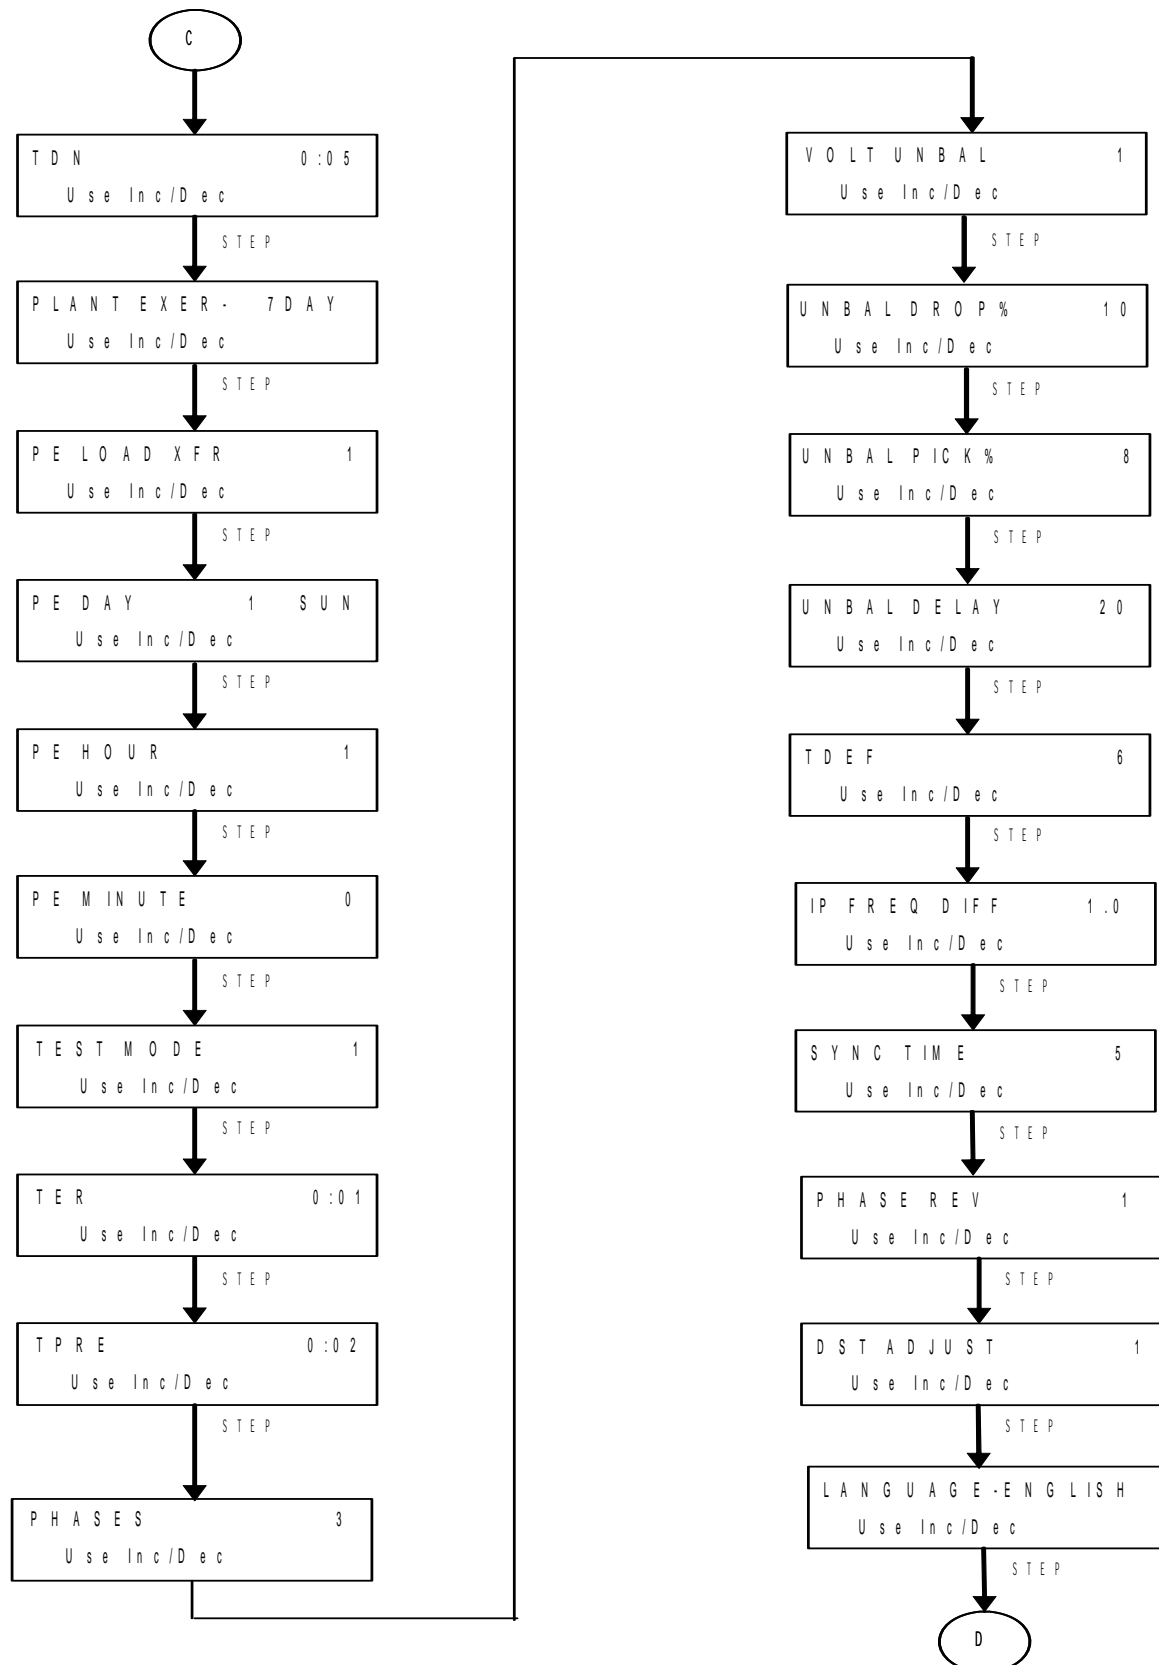 C
TDN 0:05
Use Inc/Dec
STEP
PLANT EXER- 7DAY
Use Inc/Dec
STEP
PE LOAD XFR 1
Use Inc/Dec
STEP
PE DAY 1 SUN
Use Inc/Dec
STEP
PE HOUR 1
Use Inc/Dec
STEP
PE MINUTE 0
Use Inc/Dec
STEP
TEST MODE 1
Use Inc/Dec
STEP
TER 0:01
Use Inc/Dec
STEP
TPRE 0:02
Use Inc/Dec
STEP
PHASES 3
Use Inc/Dec
VOLT UNBAL 1
Use Inc/Dec
STEP
UNBAL DROP% 10
Use Inc/Dec
STEP
UNBAL PICK% 8
Use Inc/Dec
STEP
UNBAL DELAY 20
Use Inc/Dec
STEP
TDEF 6
Use Inc/Dec
STEP
IP FREQ DIFF 1.0
Use Inc/Dec
STEP
SYNC TIME 5
Use Inc/Dec
STEP
PHASE REV 1
Use Inc/Dec
STEP
DST ADJUST 1
Use Inc/Dec
STEP
LANGUAGE-ENGLISH
Use Inc/Dec
STEP
D